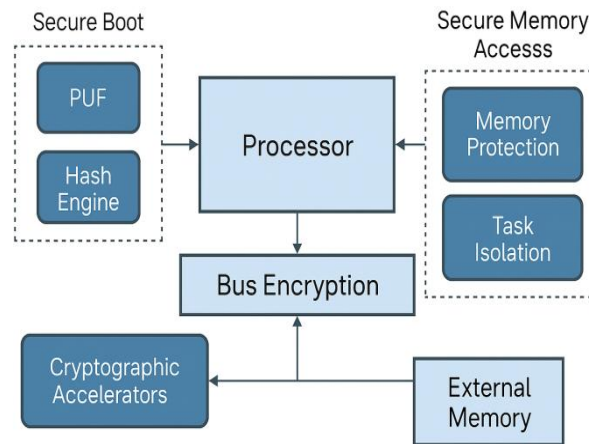 Secure Boot
PUF
Hash
Engine
Processor
Secure Memory
Accesss
Memory
Protection
Task
Isolation
Bus Encryption
Cryptographic
Accelerators
External
Memory